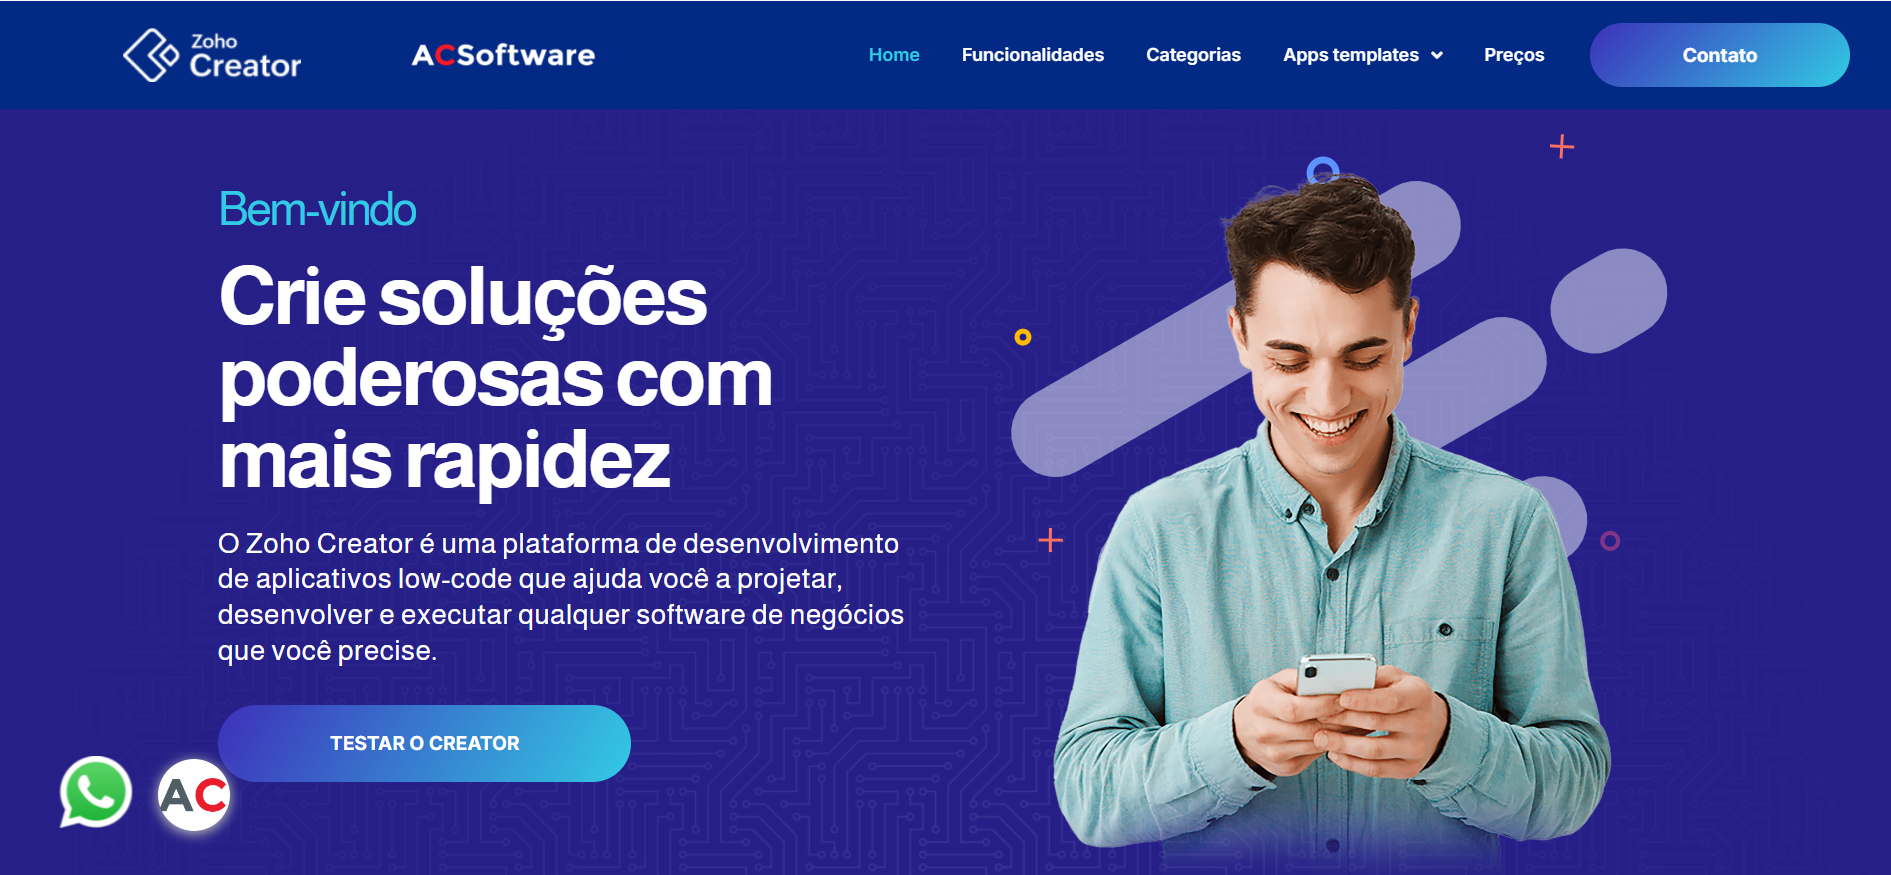 Zoho
Creator
ACSoftware
Home
Funcionalidades
Categorias
Apps templates
Preços
Contato
Bem-vindo
Crie soluções
poderosas com
mais rapidez
O Zoho Creator é uma plataforma de desenvolvimento
de aplicativos low-code que ajuda você a projetar,
desenvolver e executar qualquer software de negócios
que você precise.
TESTAR O CREATOR
AC